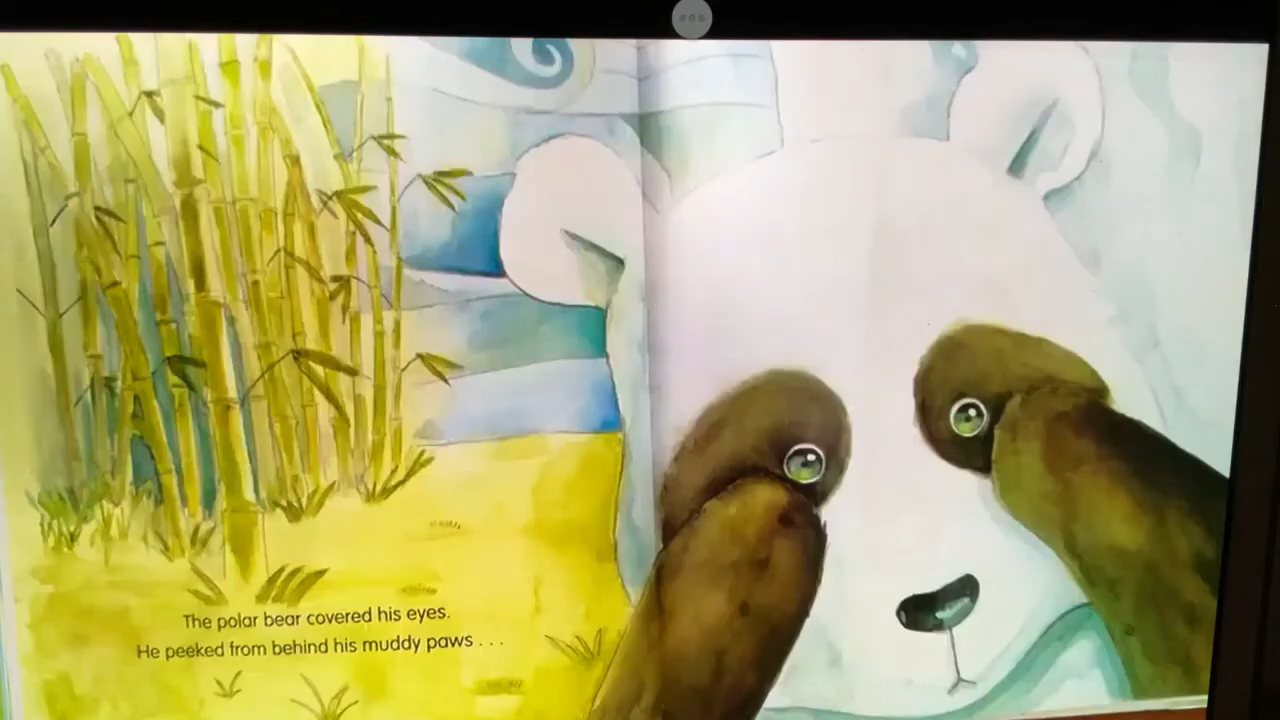 The polar bear covered his eyes.
He peeked from behind his muddy paws . . .